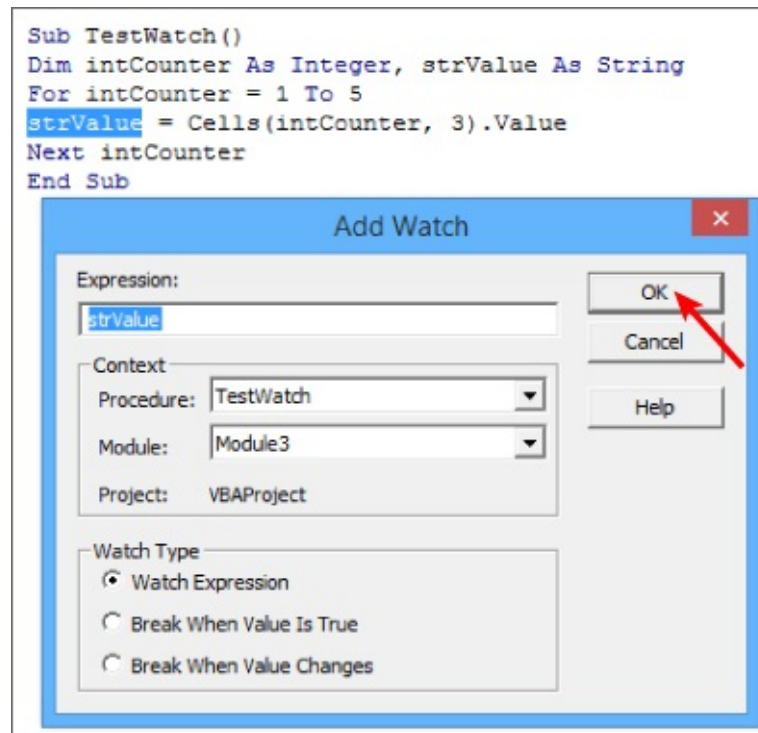 Sub TestWatch()
Dim intCounter As Integer, strValue As String
For intCounter = 1 To 5
strValue = Cells(intCounter, 3).Value
Next intCounter
End Sub
Add Watch
Expression:
OK
strValue
Cancel
Context
Procedure: TestWatch
Help
Module: Module3
Project: VBAProject
Watch Type
Watch Expression
Break When Value Is True
Break When Value Changes